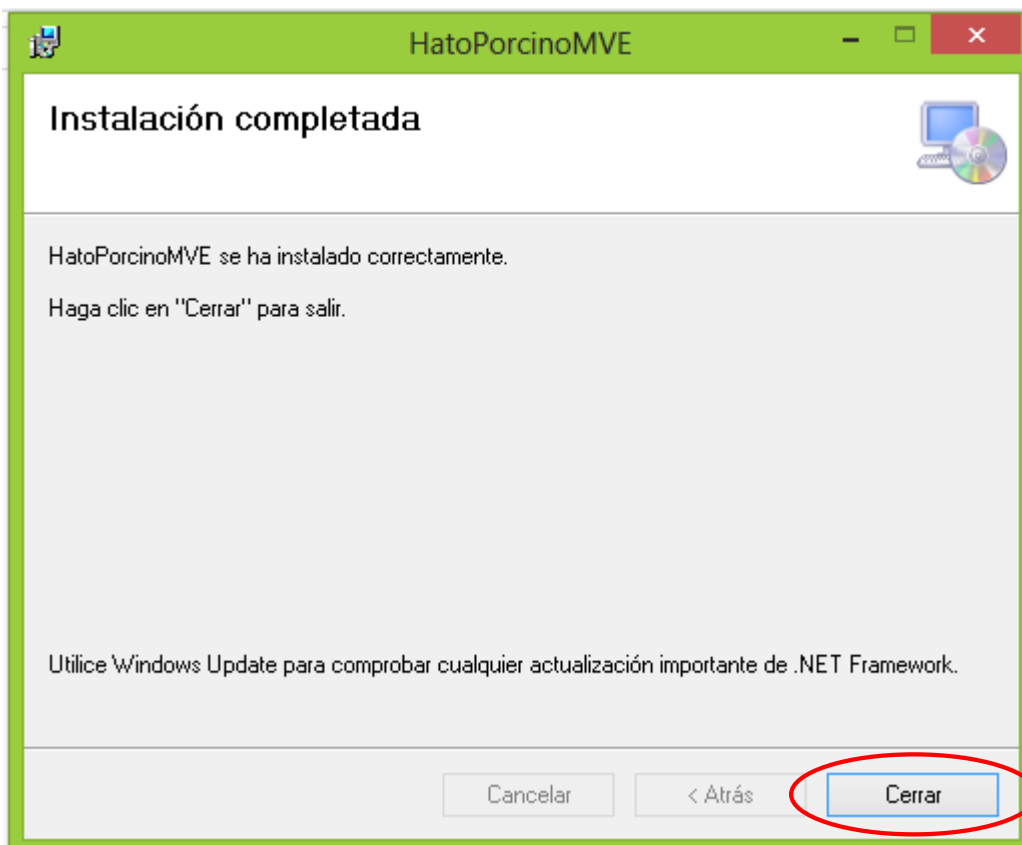 HatoPorcinoMVE
Instalación completada
HatoPorcinoMVE se ha instalado correctamente.
Haga clic en "Cerrar" para salir.
Utilice Windows Update para comprobar cualquier actualización importante de .NET Framework.
Cancelar < Atrás Cerrar